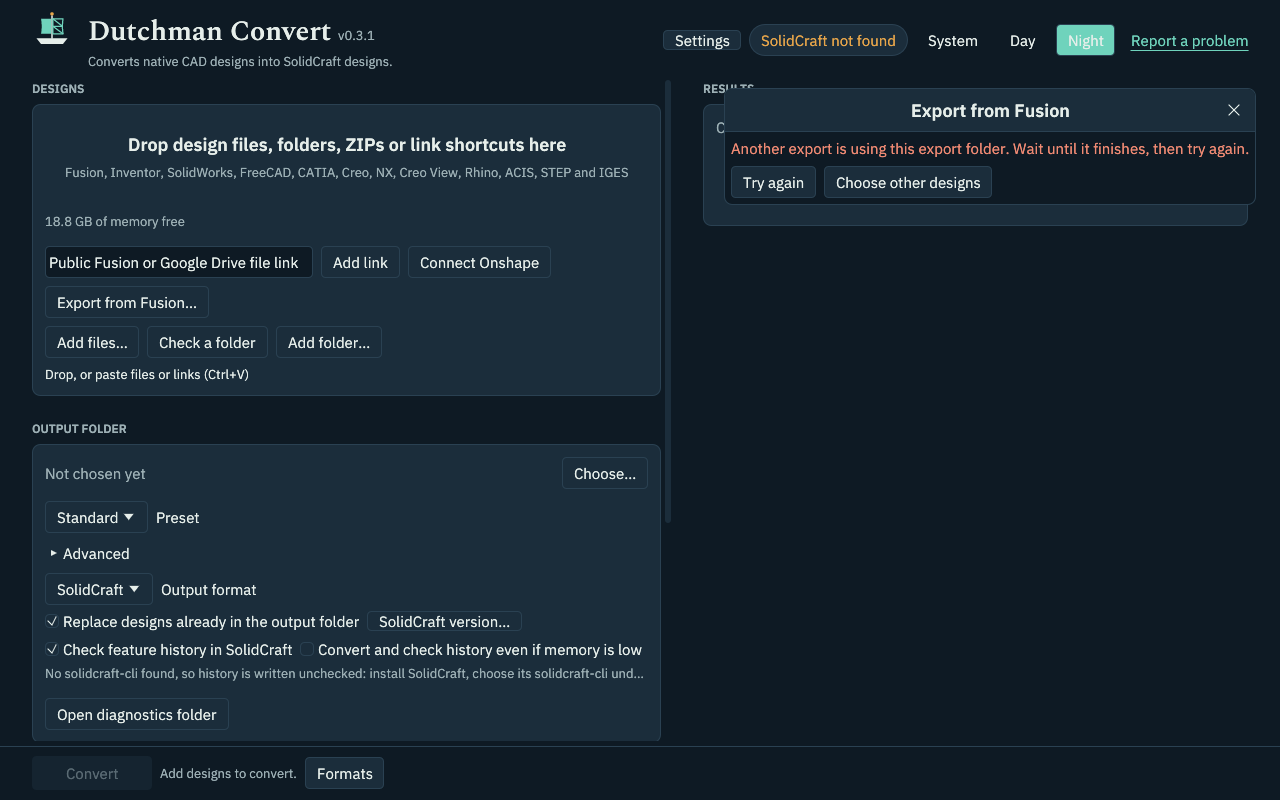 Dutchman Convert v0.3.1
Converts native CAD designs into SolidCraft designs.
Settings
SolidCraft not found
System
Day
Night
Report a problem
DESIGNS
Drop design files, folders, ZIPs or link shortcuts here
Fusion, Inventor, SolidWorks, FreeCAD, CATIA, Creo, NX, Creo View, Rhino, ACIS, STEP and IGES
18.8 GB of memory free
Public Fusion or Google Drive file link
Add link
Connect Onshape
Export from Fusion...
Add files...
Check a folder
Add folder...
Drop, or paste files or links (Ctrl+V)
OUTPUT FOLDER
Not chosen yet
Choose...
Standard
Preset
Advanced
SolidCraft
Output format
Replace designs already in the output folder
SolidCraft version...
Check feature history in SolidCraft
Convert and check history even if memory is low
No solidcraft-cli found, so history is written unchecked: install SolidCraft, choose its solidcraft-cli und...
Open diagnostics folder
Convert
Add designs to convert.
Formats
RESULTS
Export from Fusion
Another export is using this export folder. Wait until it finishes, then try again.
Try again
Choose other designs